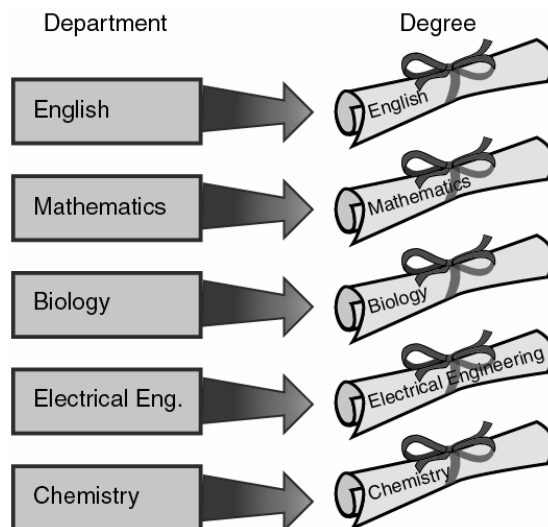 Department Degree
English English
Mathematics Mathematics
Biology Biology
Electrical Eng. Electrical Engineering
Chemistry Chemistry